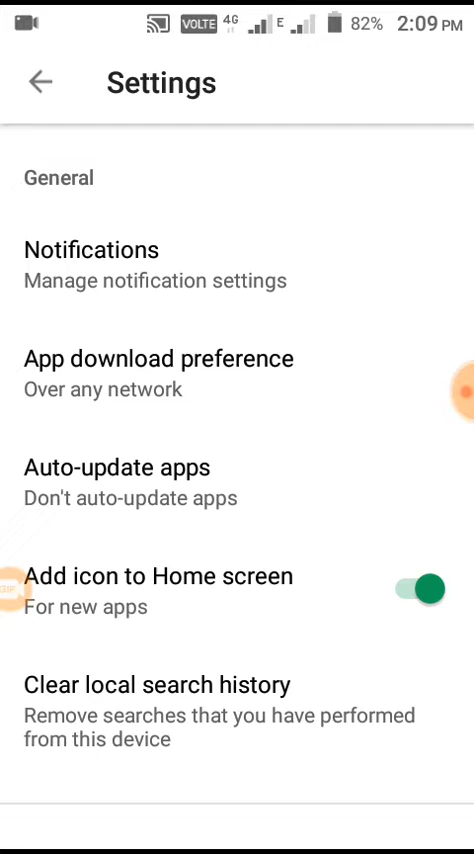 VOLTE 4G E 82% 2:09 PM
Settings
General
Notifications
Manage notification settings
App download preference
Over any network
Auto-update apps
Don't auto-update apps
Add icon to Home screen
For new apps
Clear local search history
Remove searches that you have performed
from this device